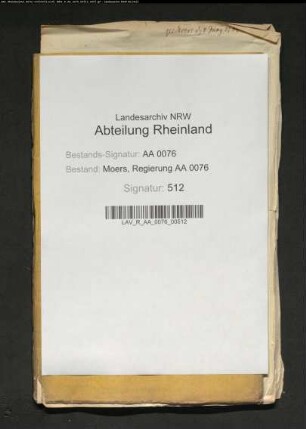 Landesarchiv NRW
Abteilung Rheinland
Bestands-Signatur: AA 0076
Bestand: Moers, Regierung AA 0076
Signatur: 512
LAV_R_AA_0076_00512